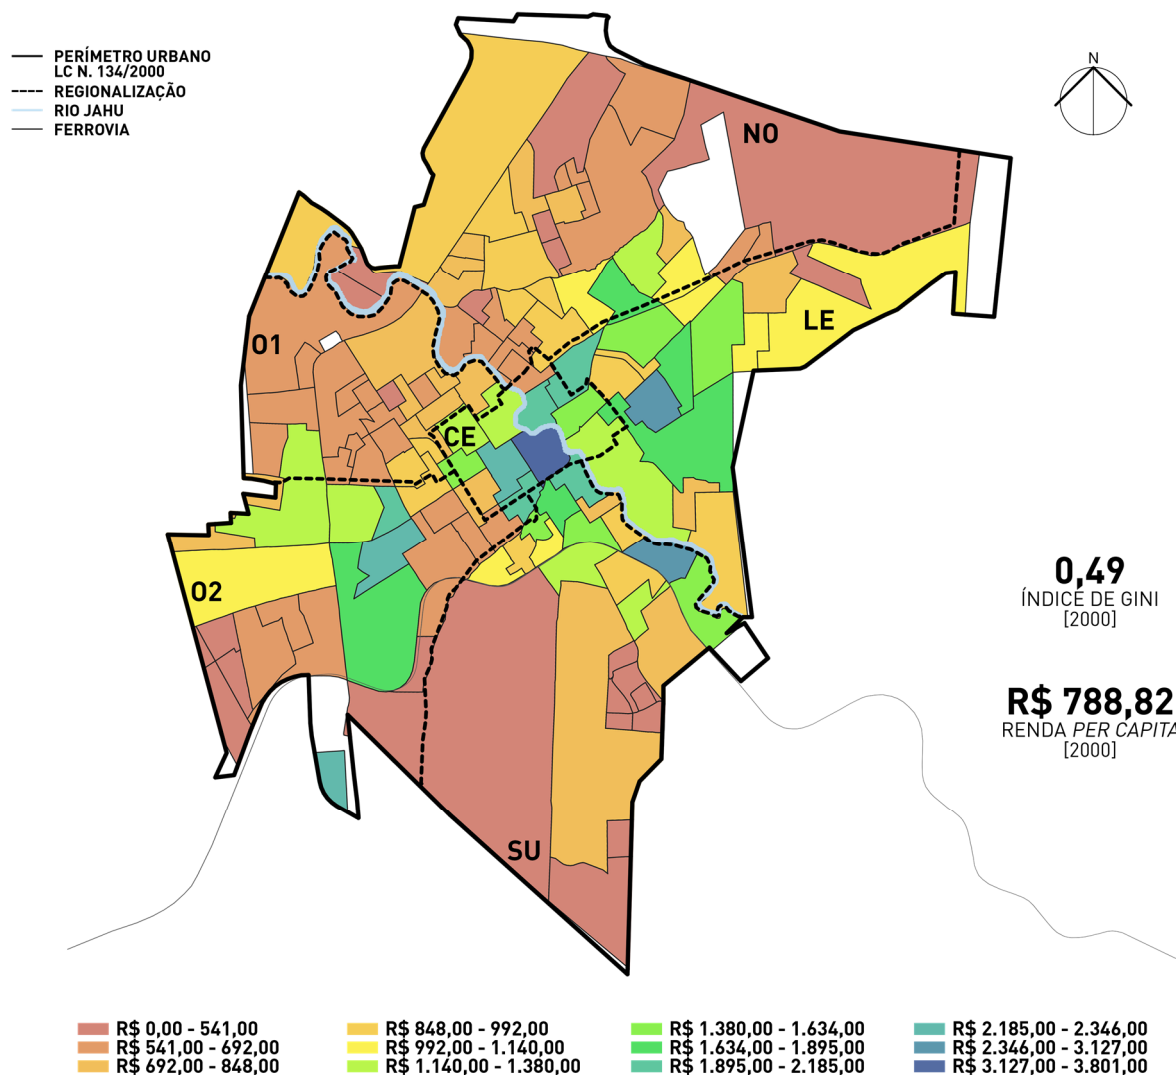 PERÍMETRO URBANO
LC N. 134/2000
REGIONALIZAÇÃO
RIO JAHU
FERROVIA
N
NO
LE
O1
CE
O2
SU
0,49
ÍNDICE DE GINI
[2000]
R$ 788,82
RENDA PER CAPITA
[2000]
R$ 0,00 - 541,00
R$ 541,00 - 692,00
R$ 692,00 - 848,00
R$ 848,00 - 992,00
R$ 992,00 - 1.140,00
R$ 1.140,00 - 1.380,00
R$ 1.380,00 - 1.634,00
R$ 1.634,00 - 1.895,00
R$ 1.895,00 - 2.185,00
R$ 2.185,00 - 2.346,00
R$ 2.346,00 - 3.127,00
R$ 3.127,00 - 3.801,00